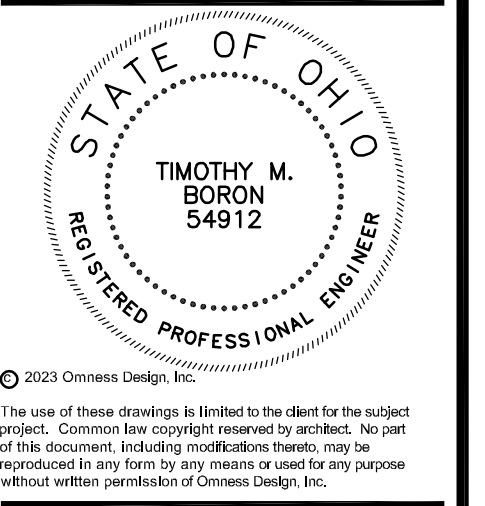 STATE OF OHIO
TIMOTHY M.
BORON
54912
REGISTERED PROFESSIONAL ENGINEER
© 2023 Omness Design, Inc.
The use of these drawings is limited to the client for the subject
project. Common law copyright reserved by architect. No part
of this document, including modifications thereto, may be
reproduced in any form by any means or used for any purpose
without written permission of Omness Design, Inc.